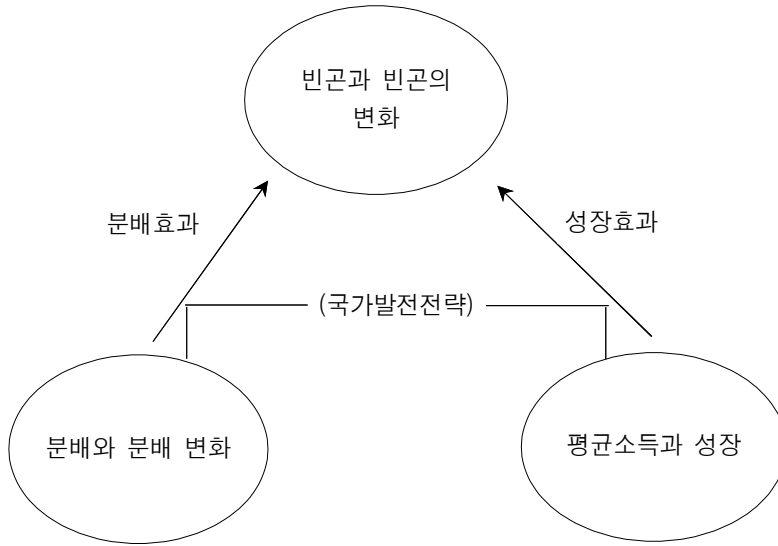 빈곤과 빈곤의
변화
분배효과
성장효과
(국가발전전략)
분배와 분배 변화
평균소득과 성장